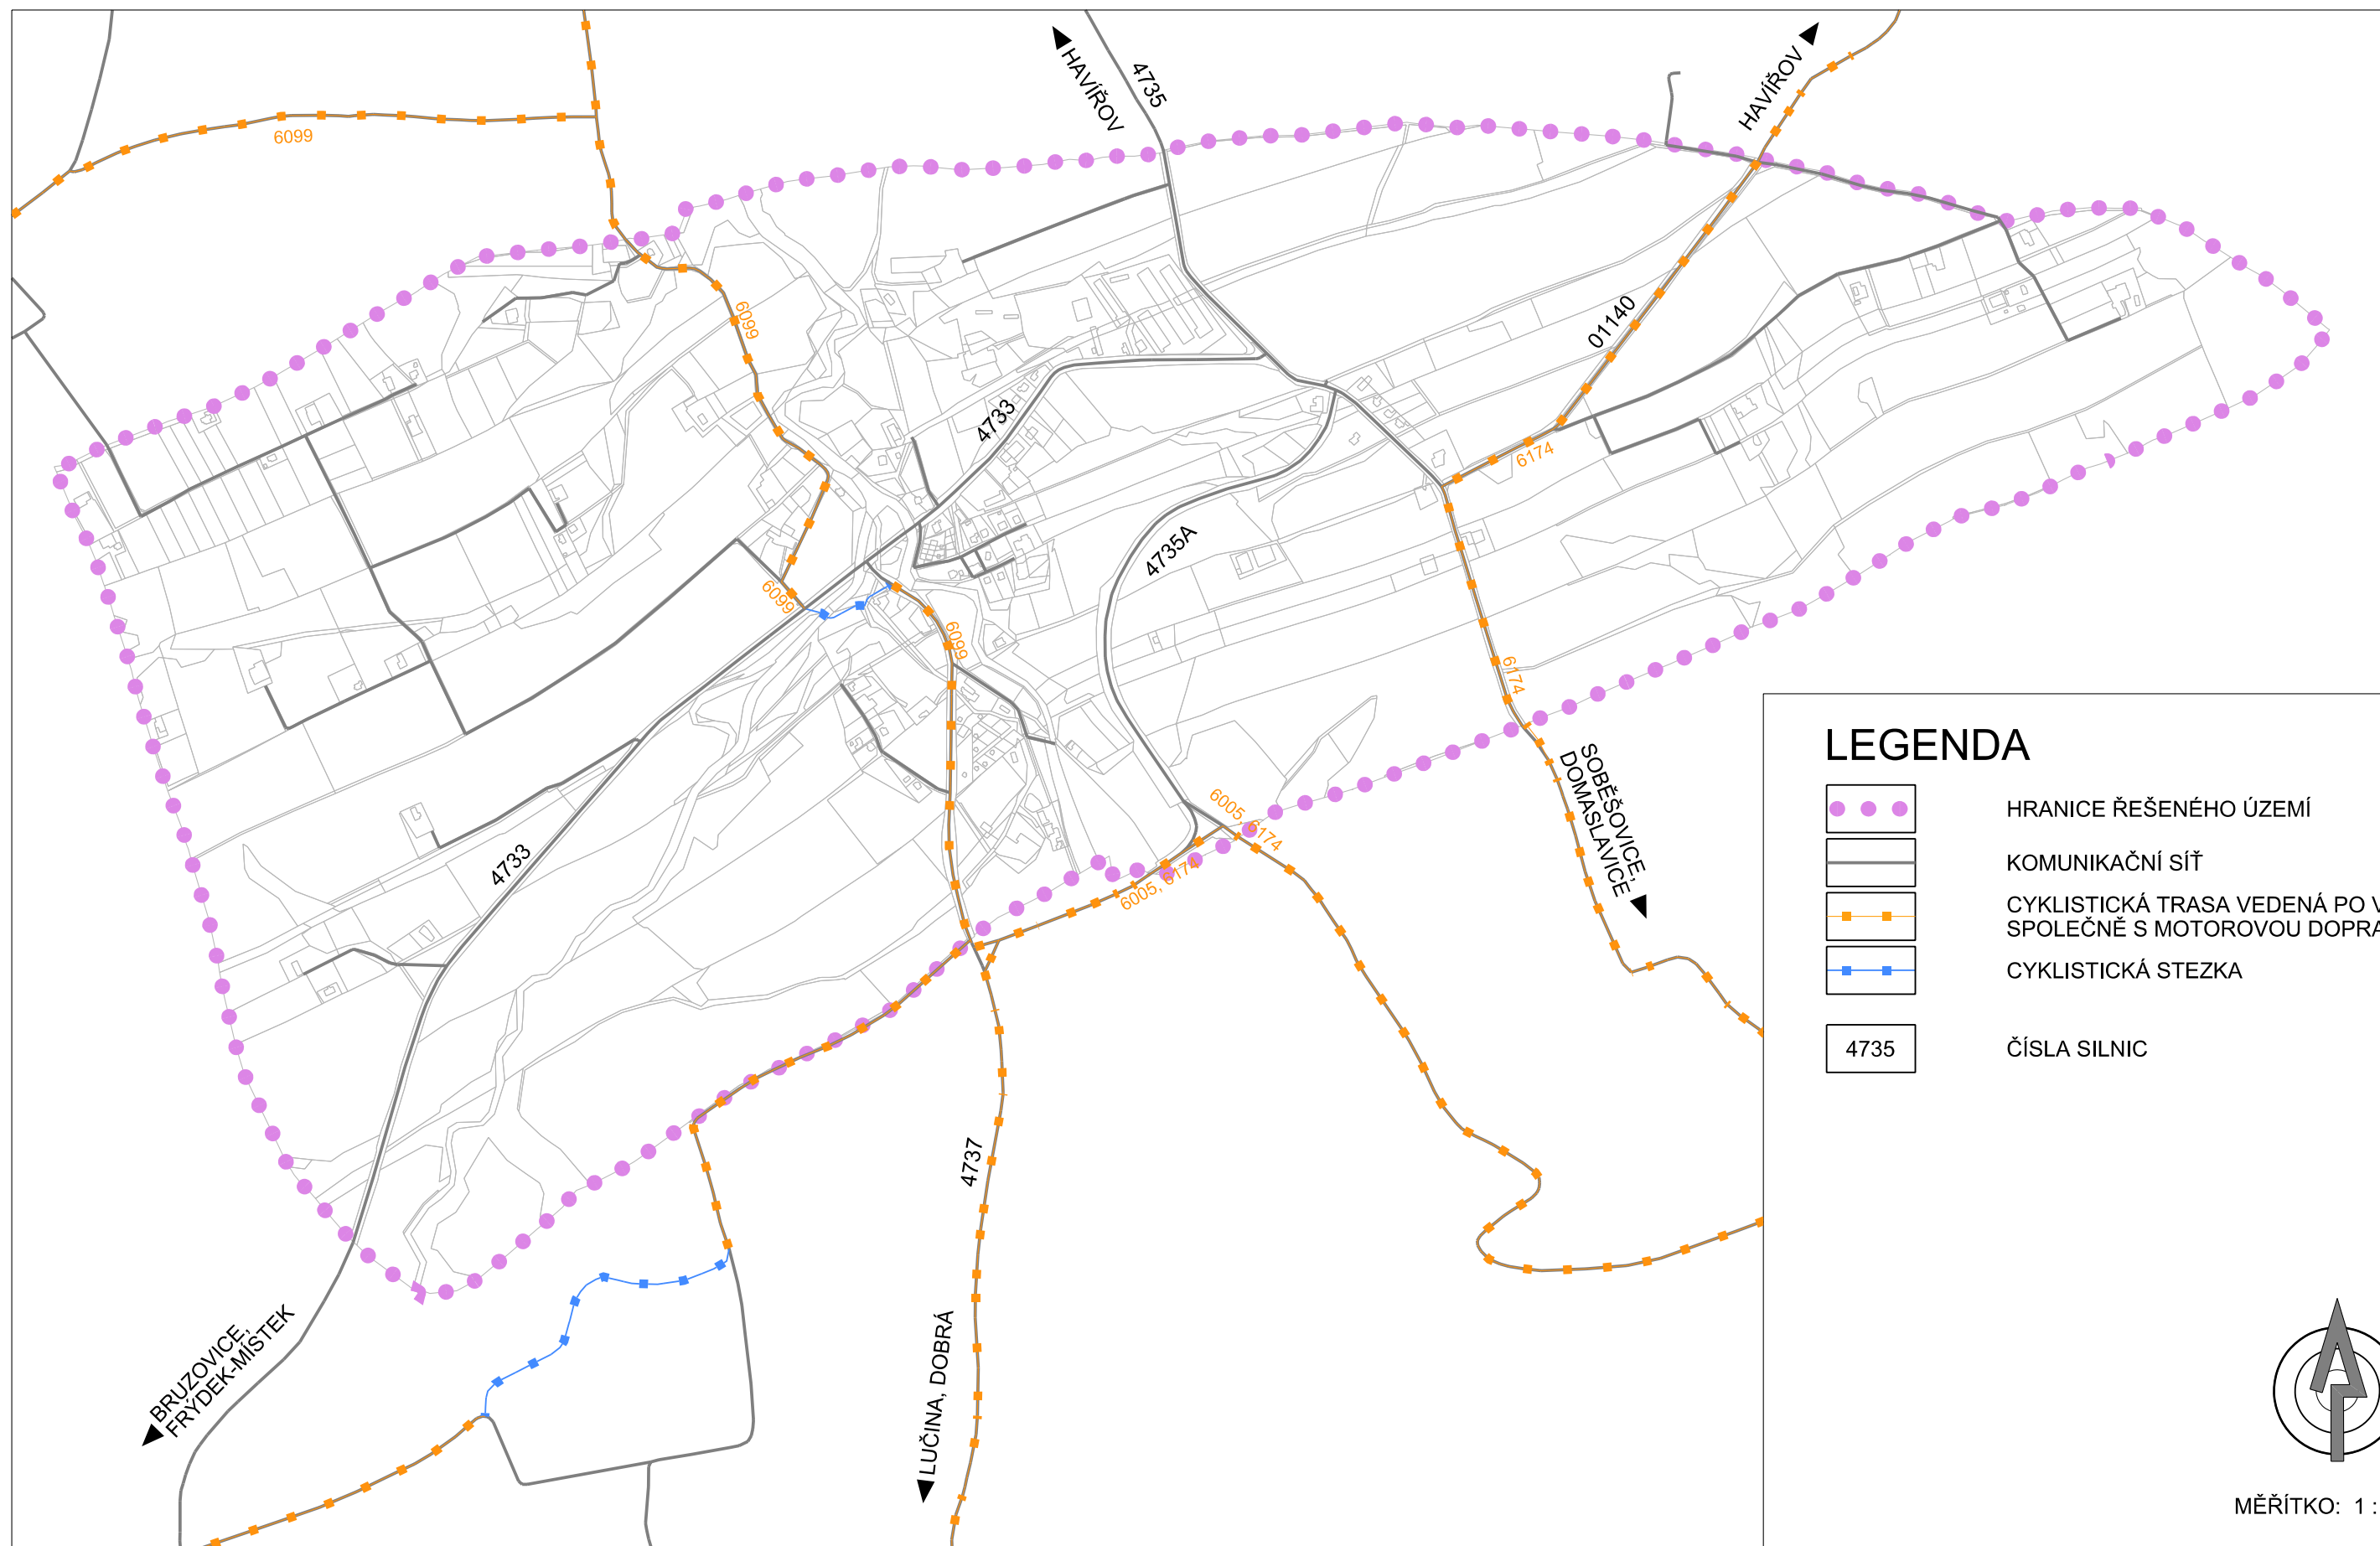 HAVÍŘOV
4735
HAVÍŘOV
6099
6099
01140
4733
6174
4735A
6099
6099
6174
SOBĚŠOVICE,
DOMASLAVICE
6005, 6174
6005, 6174
4733
4737
BRUZOVICE,
FRÝDEK-MÍSTEK
LUČINA, DOBRÁ
LEGENDA
HRANICE ŘEŠENÉHO ÚZEMÍ
KOMUNIKAČNÍ SÍŤ
CYKLISTICKÁ TRASA VEDENÁ PO V
SPOLEČNĚ S MOTOROVOU DOPRA
CYKLISTICKÁ STEZKA
4735
ČÍSLA SILNIC
MĚŘÍTKO: 1 :